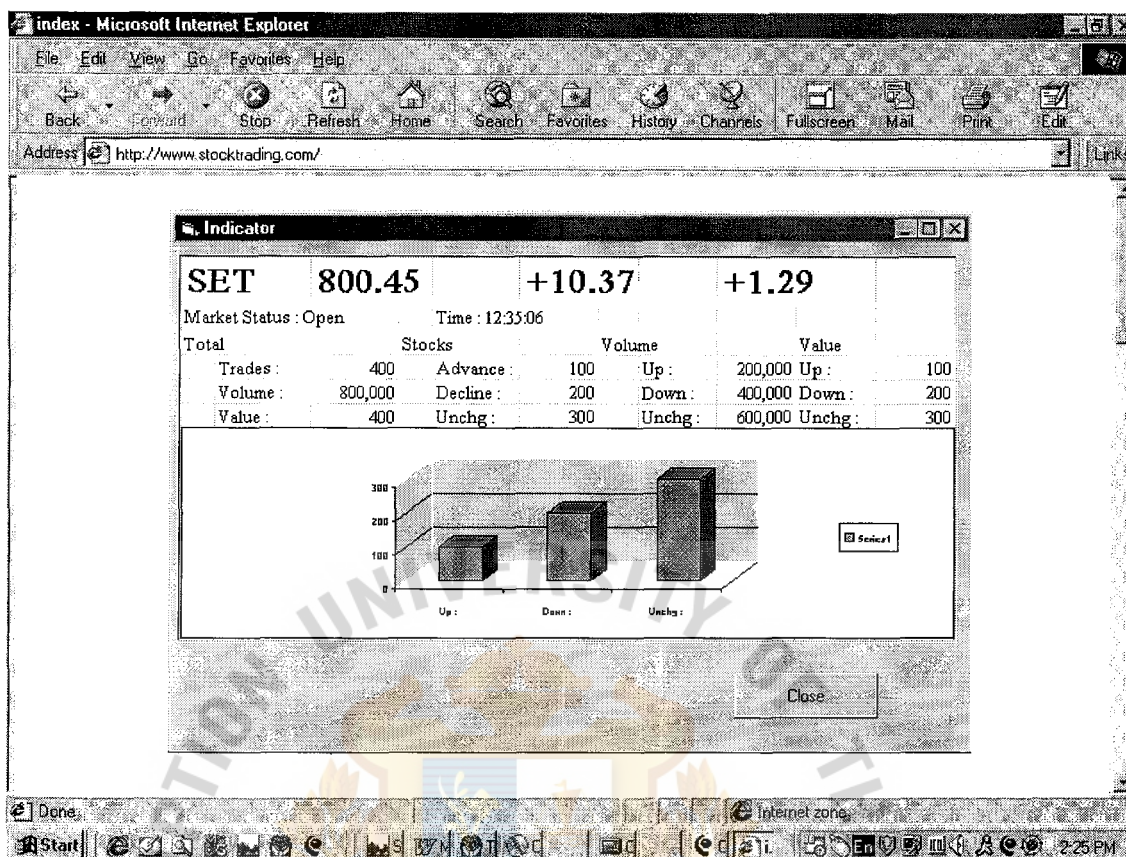 index - Microsoft Internet Explorer
File Edit View Go Favorites Help
Back Forward Stop Refresh Home Search Favorites History Channels Fullscreen Mail Print Edit
Address http://www.stocktrading.com/ Links
Indicator
SET 800.45 +10.37 +1.29
Market Status : Open Time : 12:35:06
Total Stocks Volume Value
Trades : 400 Advance : 100 Up : 200,000 Up : 100
Volume : 800,000 Decline : 200 Down : 400,000 Down : 200
Value : 400 Unchg : 300 Unchg : 600,000 Unchg : 300
300
200
100
0
Series1
Up : Down : Unchg :
UNIVERSITY
Close
Done Internet zone
Start En 2:25 PM